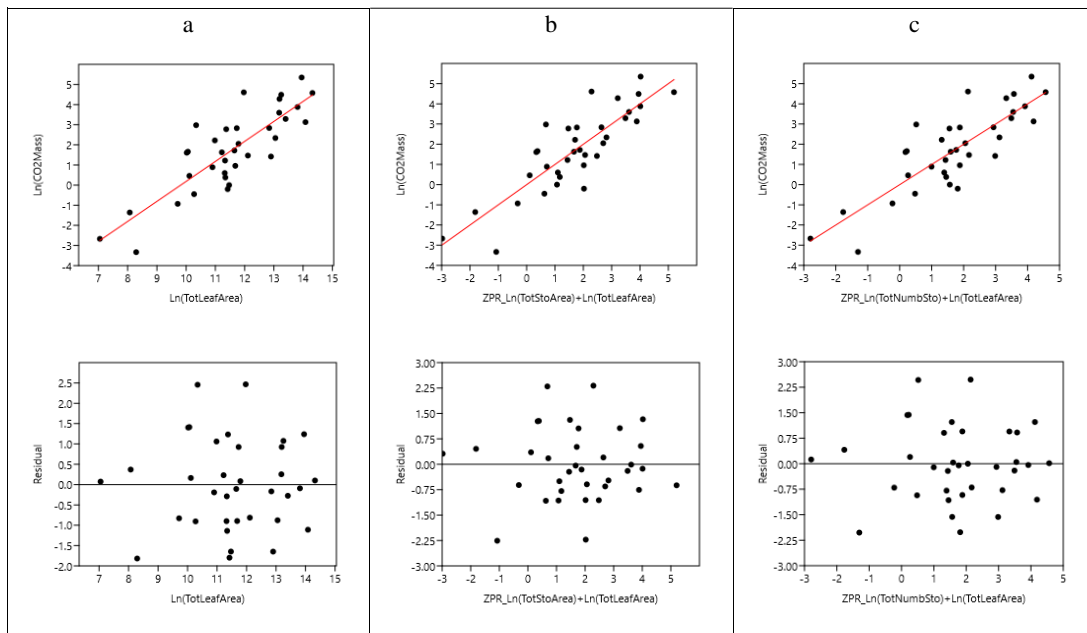 a
b
c
5
4
3
2
1
0
-1
-2
-3
-4
Ln(CO2Mass)
7 8 9 10 11 12 13 14 15
Ln(TotLeafArea)
5
4
3
2
1
0
-1
-2
-3
-4
Ln(CO2Mass)
-3 -2 -1 0 1 2 3 4 5
ZPR_Ln(TotStoArea)+Ln(TotLeafArea)
5
4
3
2
1
0
-1
-2
-3
-4
Ln(CO2Mass)
-3 -2 -1 0 1 2 3 4 5
ZPR_Ln(TotNumbSto)+Ln(TotLeafArea)
2.5
2.0
1.5
1.0
0.5
0.0
-0.5
-1.0
-1.5
-2.0
Residual
7 8 9 10 11 12 13 14 15
Ln(TotLeafArea)
3.00
2.25
1.50
0.75
0.00
-0.75
-1.50
-2.25
-3.00
Residual
-3 -2 -1 0 1 2 3 4 5
ZPR_Ln(TotStoArea)+Ln(TotLeafArea)
3.00
2.25
1.50
0.75
0.00
-0.75
-1.50
-2.25
-3.00
Residual
-3 -2 -1 0 1 2 3 4 5
ZPR_Ln(TotNumbSto)+Ln(TotLeafArea)